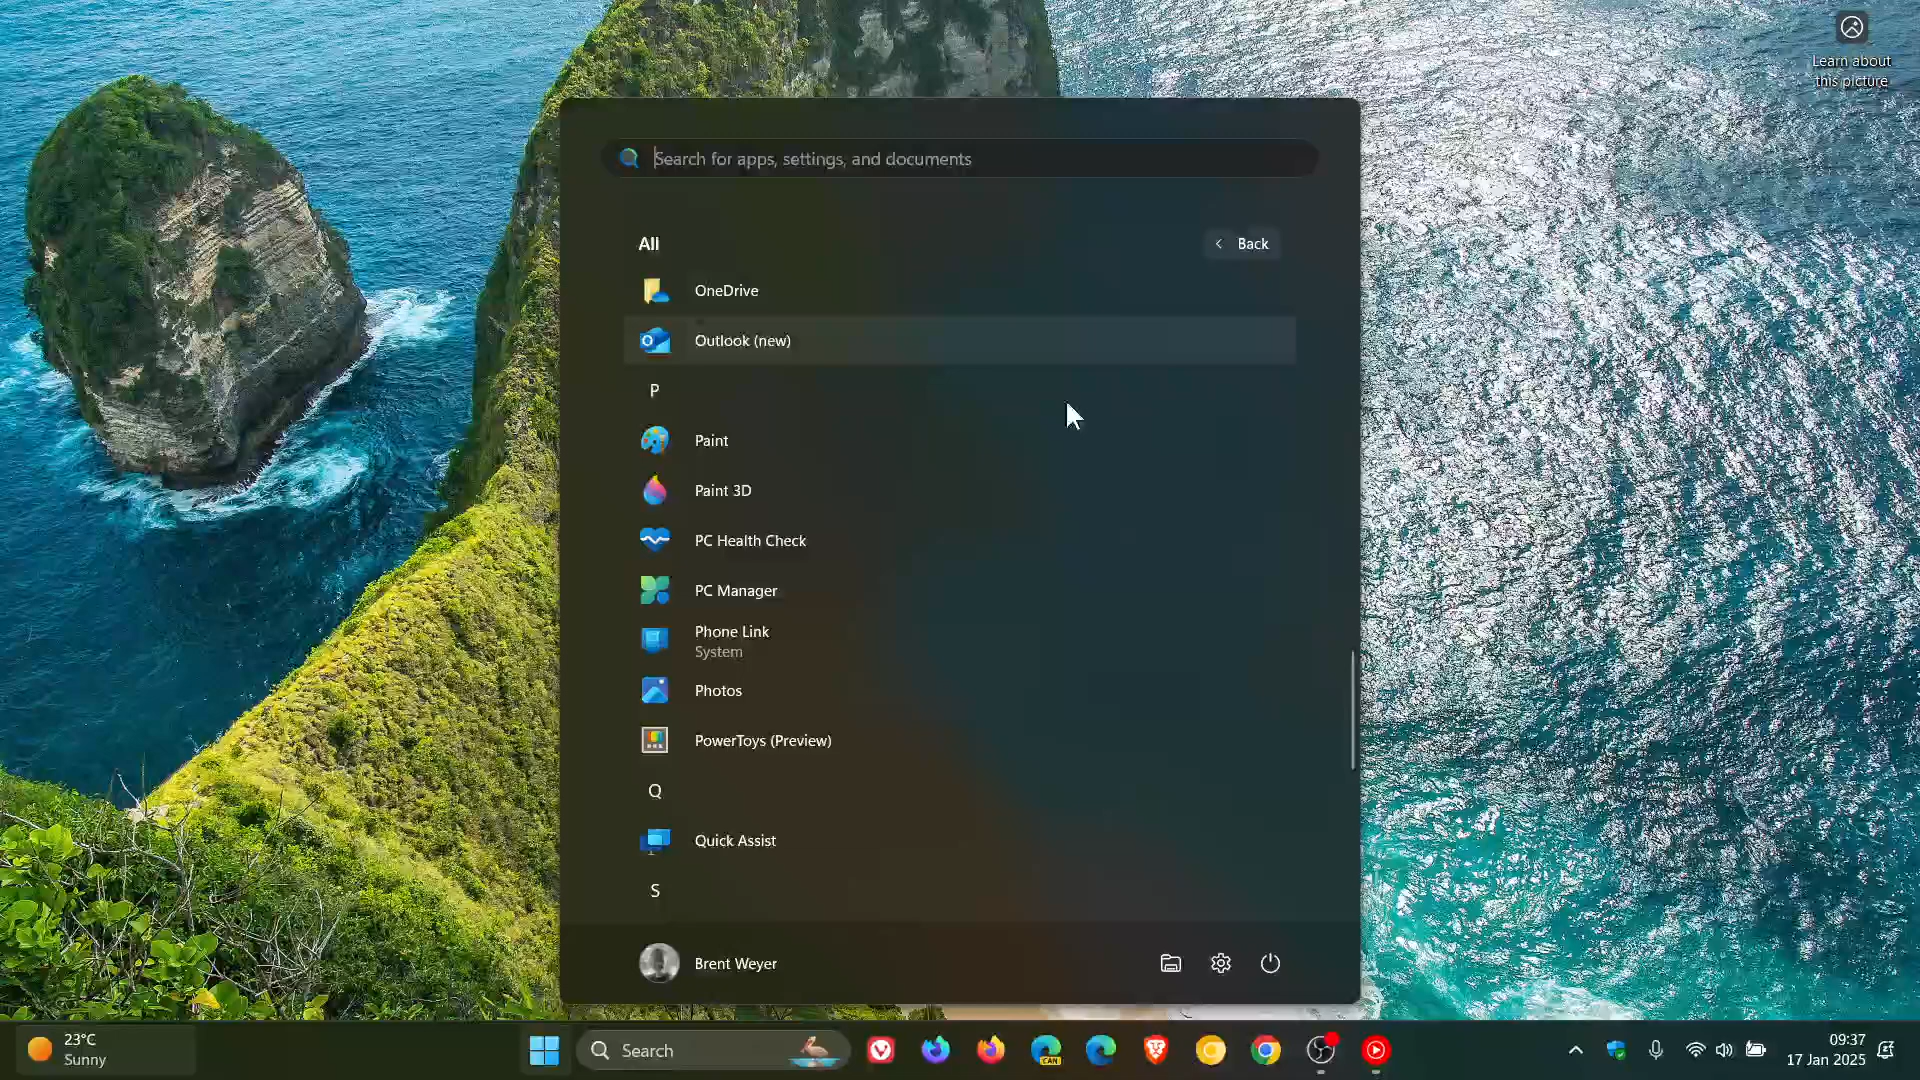 Learn about
this picture
Search for apps, settings, and documents
All
Back
OneDrive
Outlook (new)
P
Paint
Paint 3D
PC Health Check
PC Manager
Phone Link
System
Photos
PowerToys (Preview)
Q
Quick Assist
S
Brent Weyer
23°C
Sunny
Search
CAN
09:37
17 Jan 2025